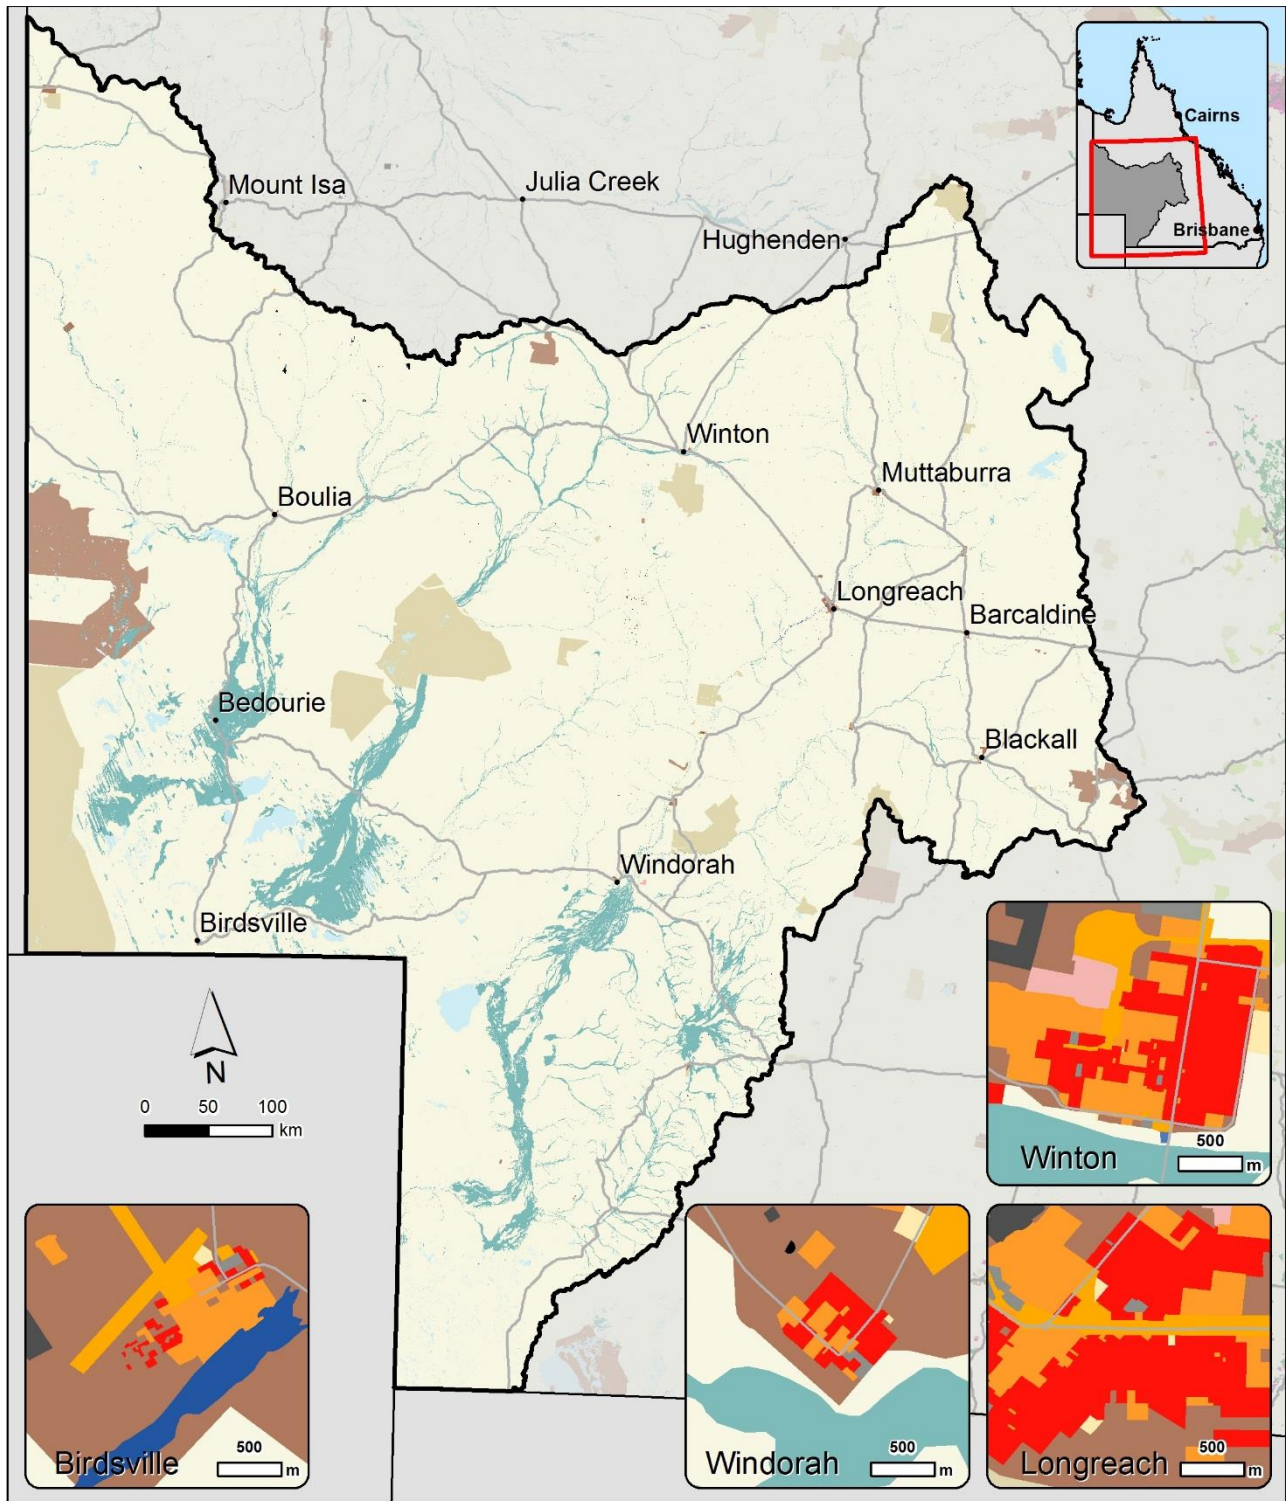 Cairns
Brisbane
Mount Isa
Julia Creek
Hughenden
Winton
Muttaburra
Boulia
Longreach
Barcaldine
Bedourie
Blackall
Windorah
Birdsville
N
0 50 100
km
500
m
Winton
500
m
Birdsville
500
m
Windorah
500
m
Longreach